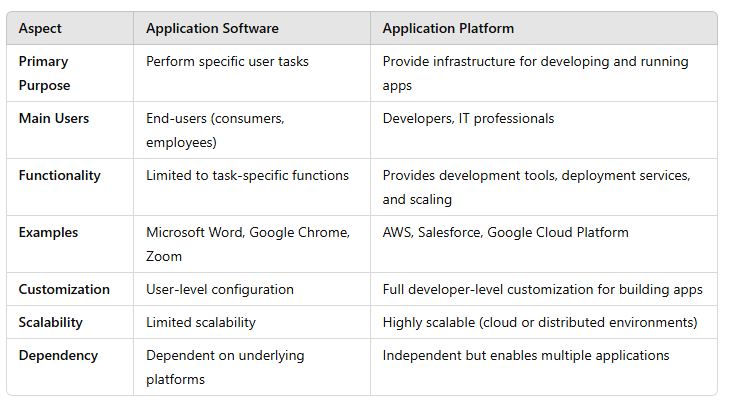 Aspect Application Software Application Platform
Primary Perform specific user tasks Provide infrastructure for developing and running
Purpose apps
Main Users End-users (consumers, Developers, IT professionals
employees)
Functionality Limited to task-specific functions Provides development tools, deployment services,
and scaling
Examples Microsoft Word, Google Chrome, AWS, Salesforce, Google Cloud Platform
Zoom
Customization User-level configuration Full developer-level customization for building apps
Scalability Limited scalability Highly scalable (cloud or distributed environments)
Dependency Dependent on underlying Independent but enables multiple applications
platforms